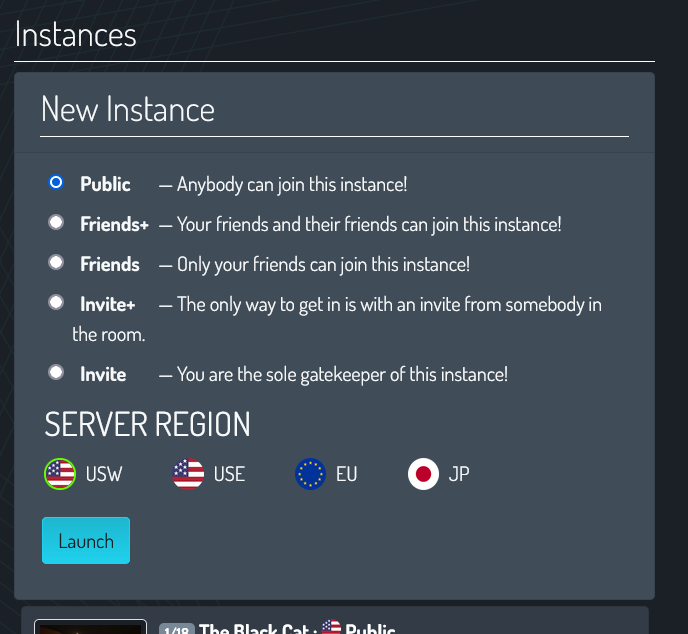 Instances
New Instance
Public — Anybody can join this instance!
Friends+ — Your friends and their friends can join this instance!
Friends — Only your friends can join this instance!
Invite+ — The only way to get in is with an invite from somebody in
the room.
Invite — You are the sole gatekeeper of this instance!
SERVER REGION
USW USE EU JP
Launch
1/18 The Black Cat : Public